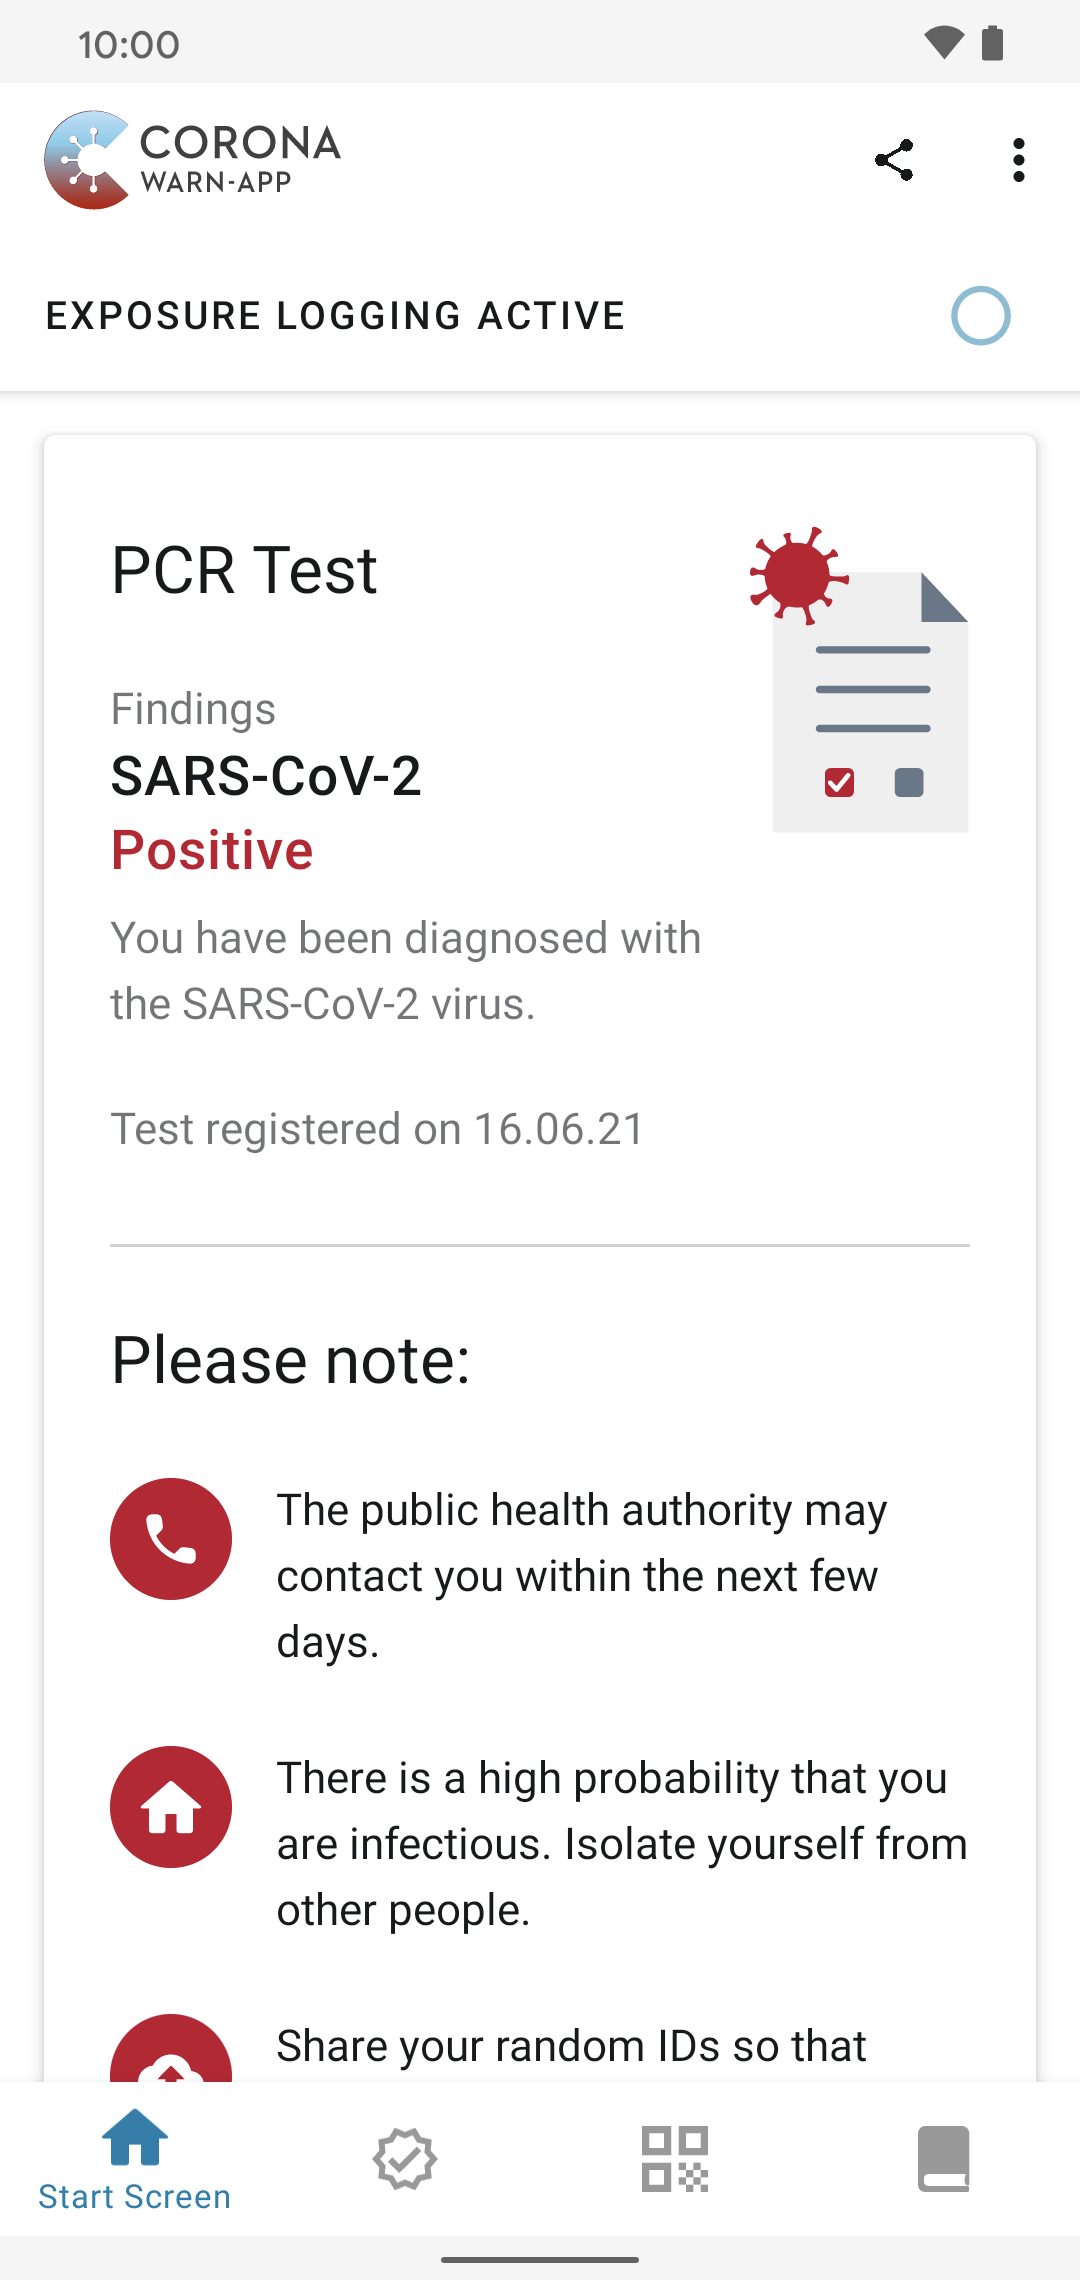 10:00
CORONA
WARN-APP
EXPOSURE LOGGING ACTIVE
PCR Test
Findings
SARS-CoV-2
Positive
You have been diagnosed with
the SARS-CoV-2 virus.
Test registered on 16.06.21
Please note:
The public health authority may
contact you within the next few
days.
There is a high probability that you
are infectious. Isolate yourself from
other people.
Share your random IDs so that
Start Screen